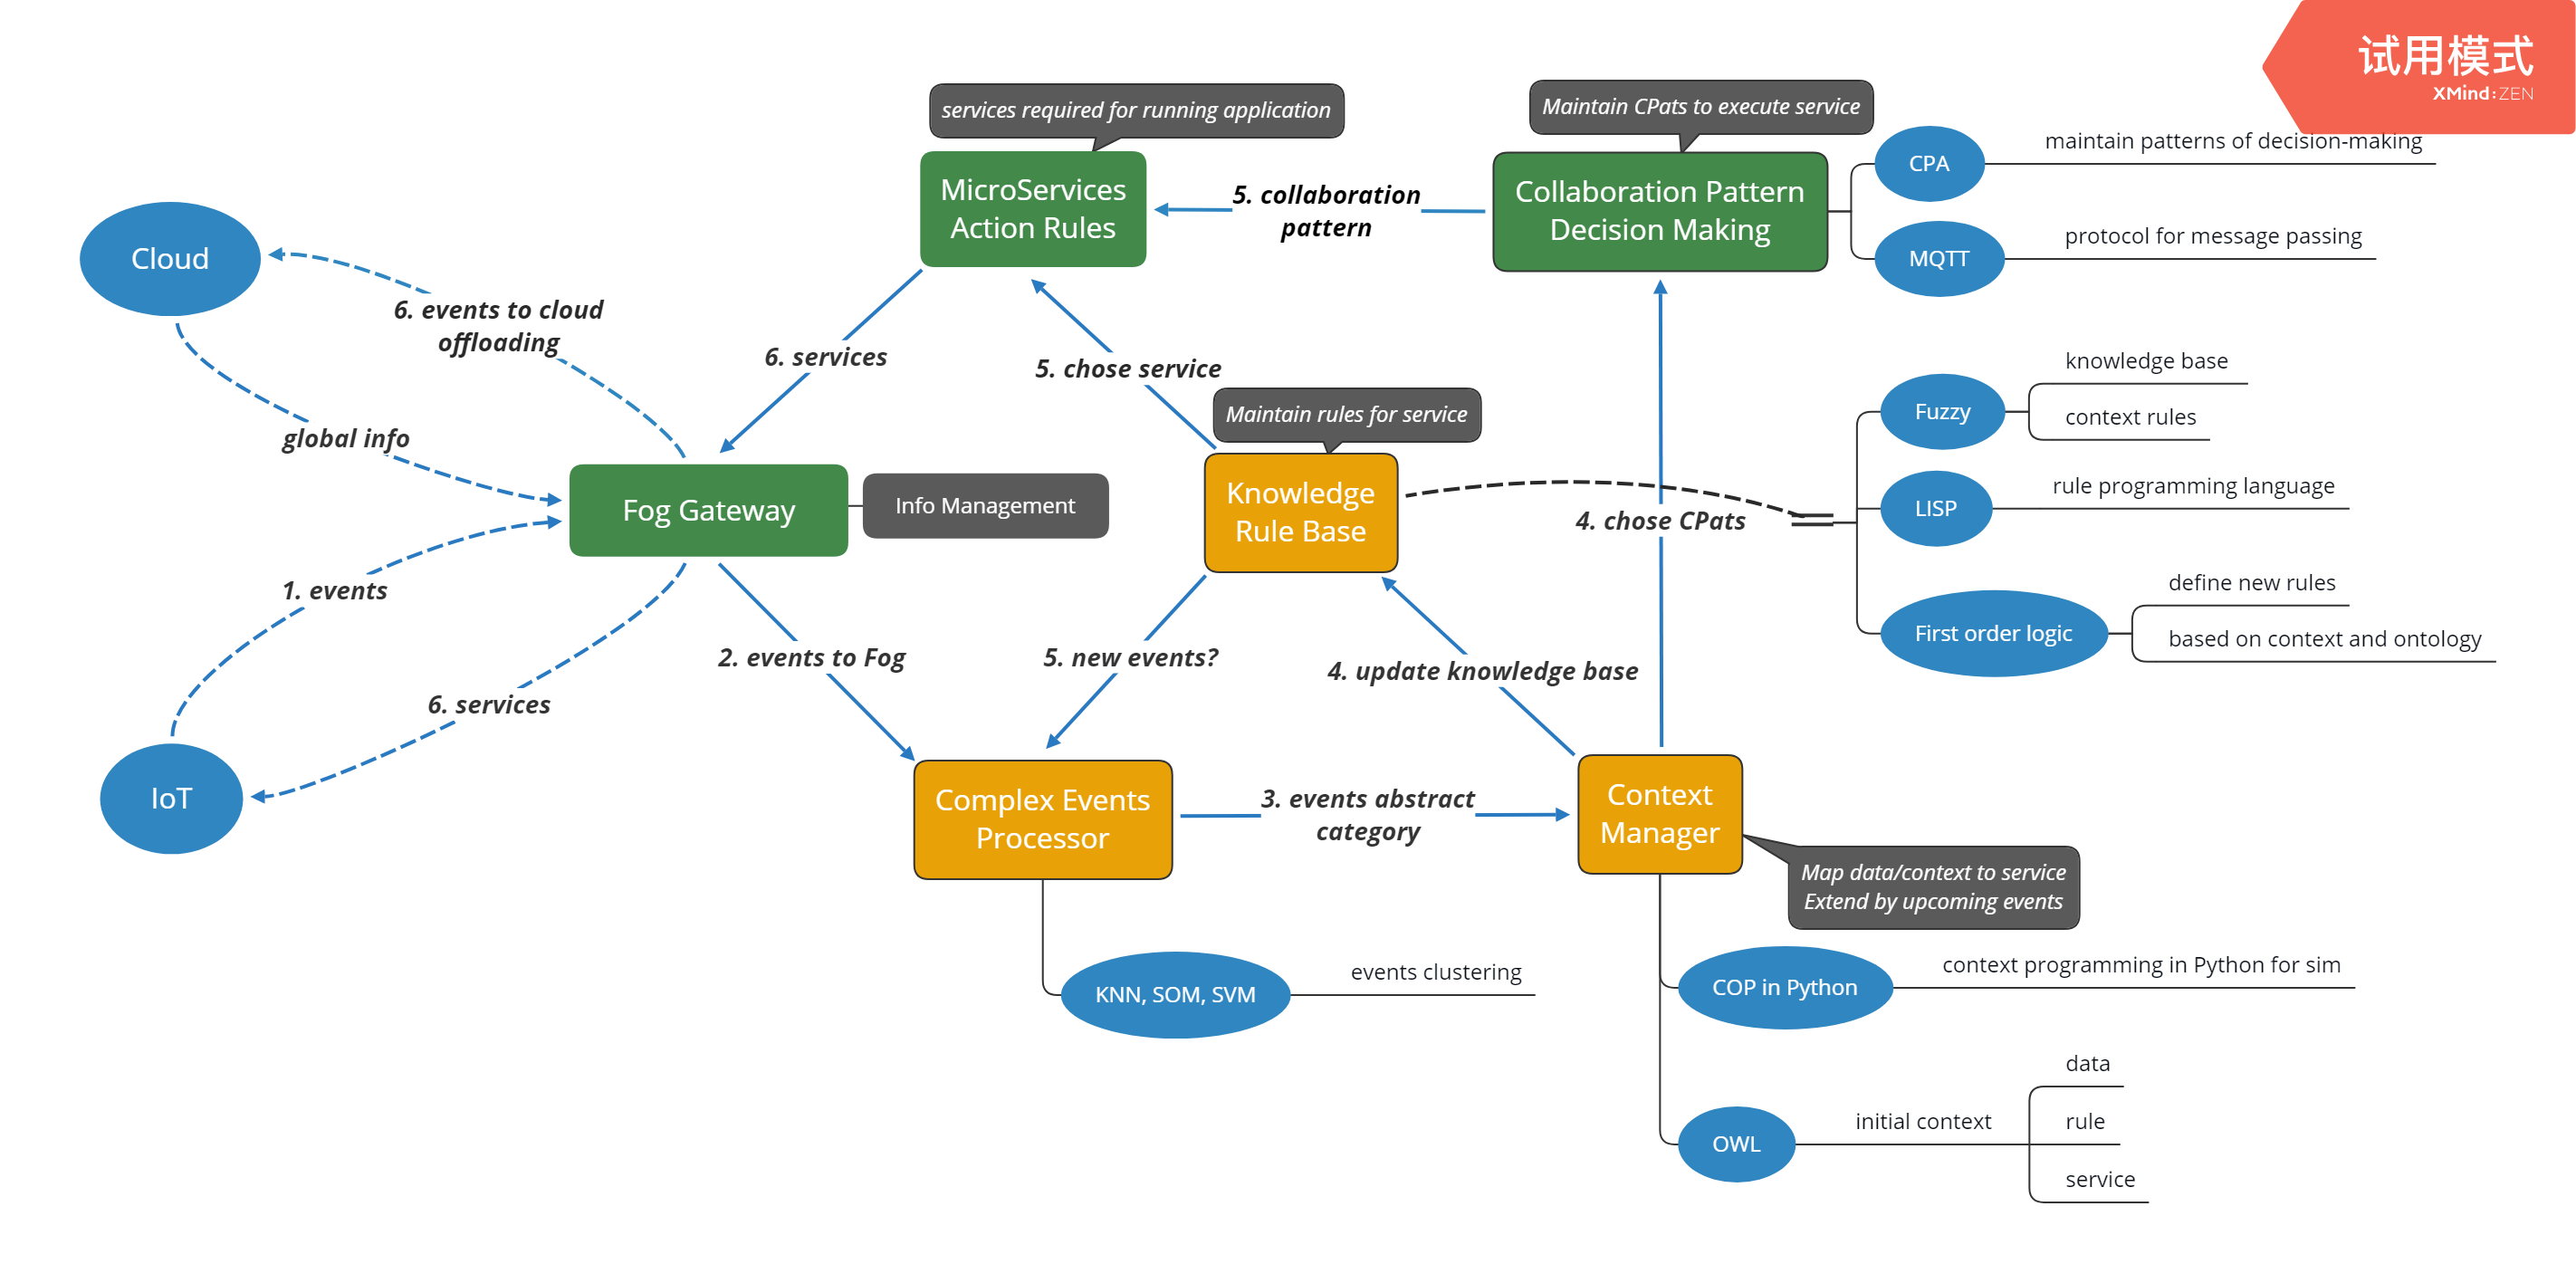 试用模式
XMind:ZEN
services required for running application
Maintain CPats to execute service
MicroServices
Action Rules
5. collaboration
pattern
Collaboration Pattern
Decision Making
CPA
maintain patterns of decision-making
MQTT
protocol for message passing
Cloud
6. events to cloud
offloading
6. services
5. chose service
global info
Maintain rules for service
Fuzzy
knowledge base
context rules
Fog Gateway
Info Management
Knowledge
Rule Base
4. chose CPats
LISP
rule programming language
First order logic
define new rules
based on context and ontology
1. events
6. services
2. events to Fog
5. new events?
4. update knowledge base
IoT
Complex Events
Processor
3. events abstract
category
Context
Manager
Map data/context to service
Extend by upcoming events
KNN, SOM, SVM
events clustering
COP in Python
context programming in Python for sim
OWL
initial context
data
rule
service